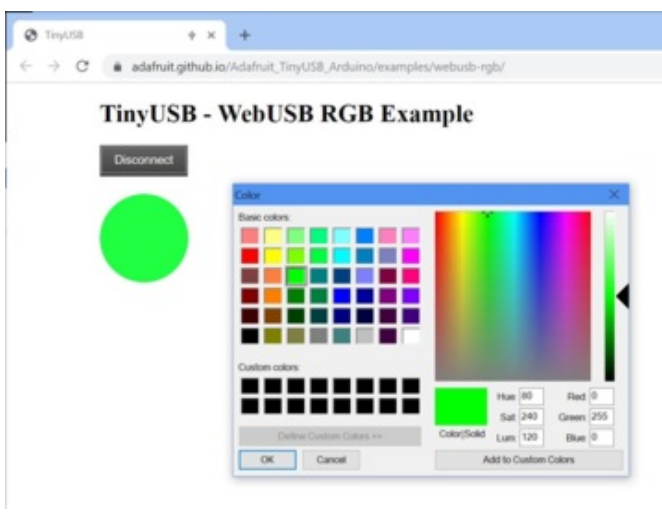 TinyUSB
adafruit.github.io/Adafruit_TinyUSB_Arduino/examples/webusb-rgb/
TinyUSB - WebUSB RGB Example
Disconnect
Color
Basic colors:
Custom colors:
Define Custom Colors >>
OK Cancel
Color|Solid
Hue: 80 Red: 0
Sat: 240 Green: 255
Lum: 120 Blue: 0
Add to Custom Colors